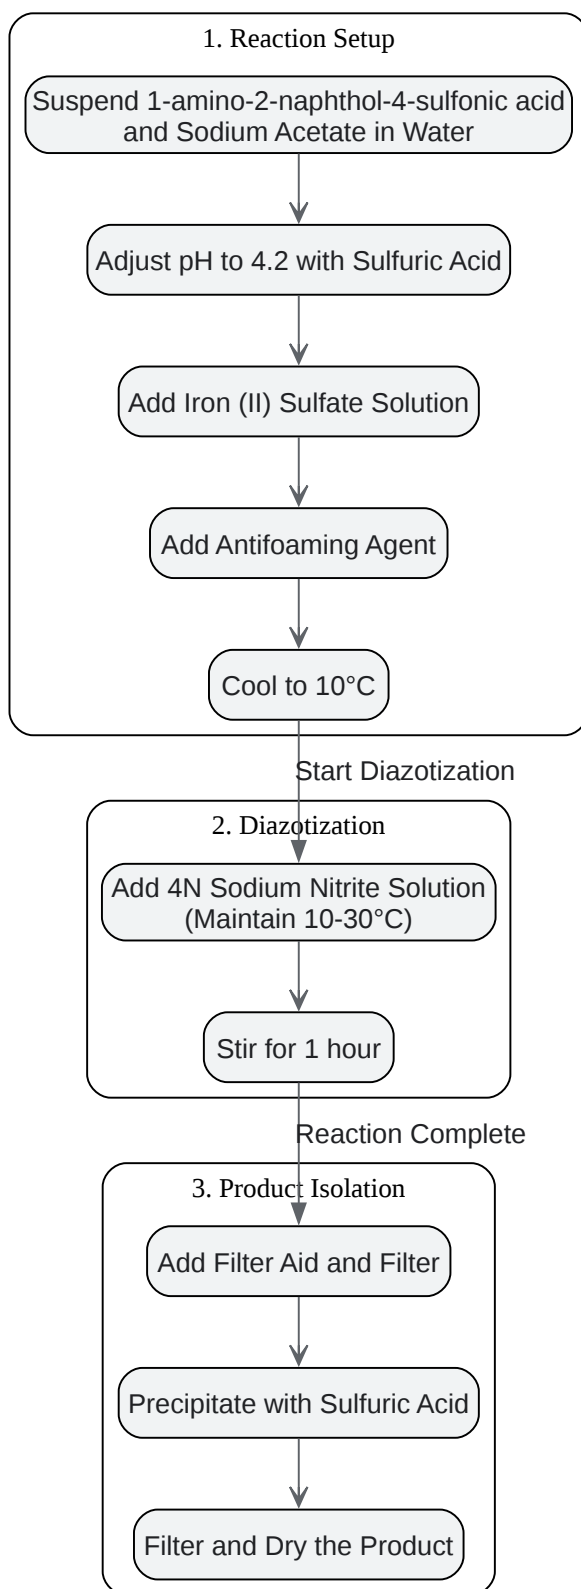 1. Reaction Setup
Suspend 1-amino-2-naphthol-4-sulfonic acid
and Sodium Acetate in Water
Adjust pH to 4.2 with Sulfuric Acid
Add Iron (II) Sulfate Solution
Add Antifoaming Agent
Cool to 10°C
Start Diazotization
2. Diazotization
Add 4N Sodium Nitrite Solution
(Maintain 10-30°C)
Stir for 1 hour
Reaction Complete
3. Product Isolation
Add Filter Aid and Filter
Precipitate with Sulfuric Acid
Filter and Dry the Product